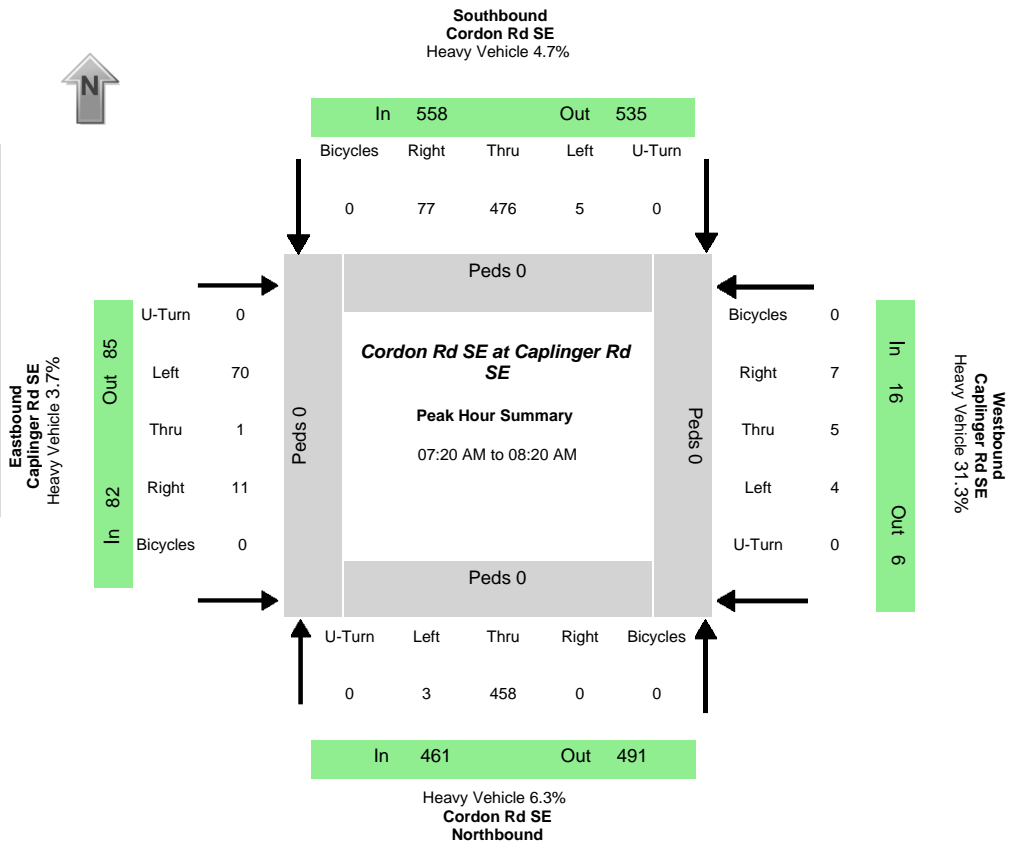 Southbound
Cordon Rd SE
Heavy Vehicle 4.7%
N
In 558 Out 535
Bicycles Right Thru Left U-Turn
0 77 476 5 0
Peds 0
Eastbound
Caplinger Rd SE
Heavy Vehicle 3.7%
In 82 Out 85
U-Turn 0
Left 70
Thru 1
Right 11
Bicycles 0
Peds 0
Cordon Rd SE at Caplinger Rd
SE
Peak Hour Summary
07:20 AM to 08:20 AM
Peds 0
Bicycles 0
Right 7
Thru 5
Left 4
U-Turn 0
In 16 Out 6
Westbound
Caplinger Rd SE
Heavy Vehicle 31.3%
Peds 0
U-Turn Left Thru Right Bicycles
0 3 458 0 0
In 461 Out 491
Heavy Vehicle 6.3%
Cordon Rd SE
Northbound